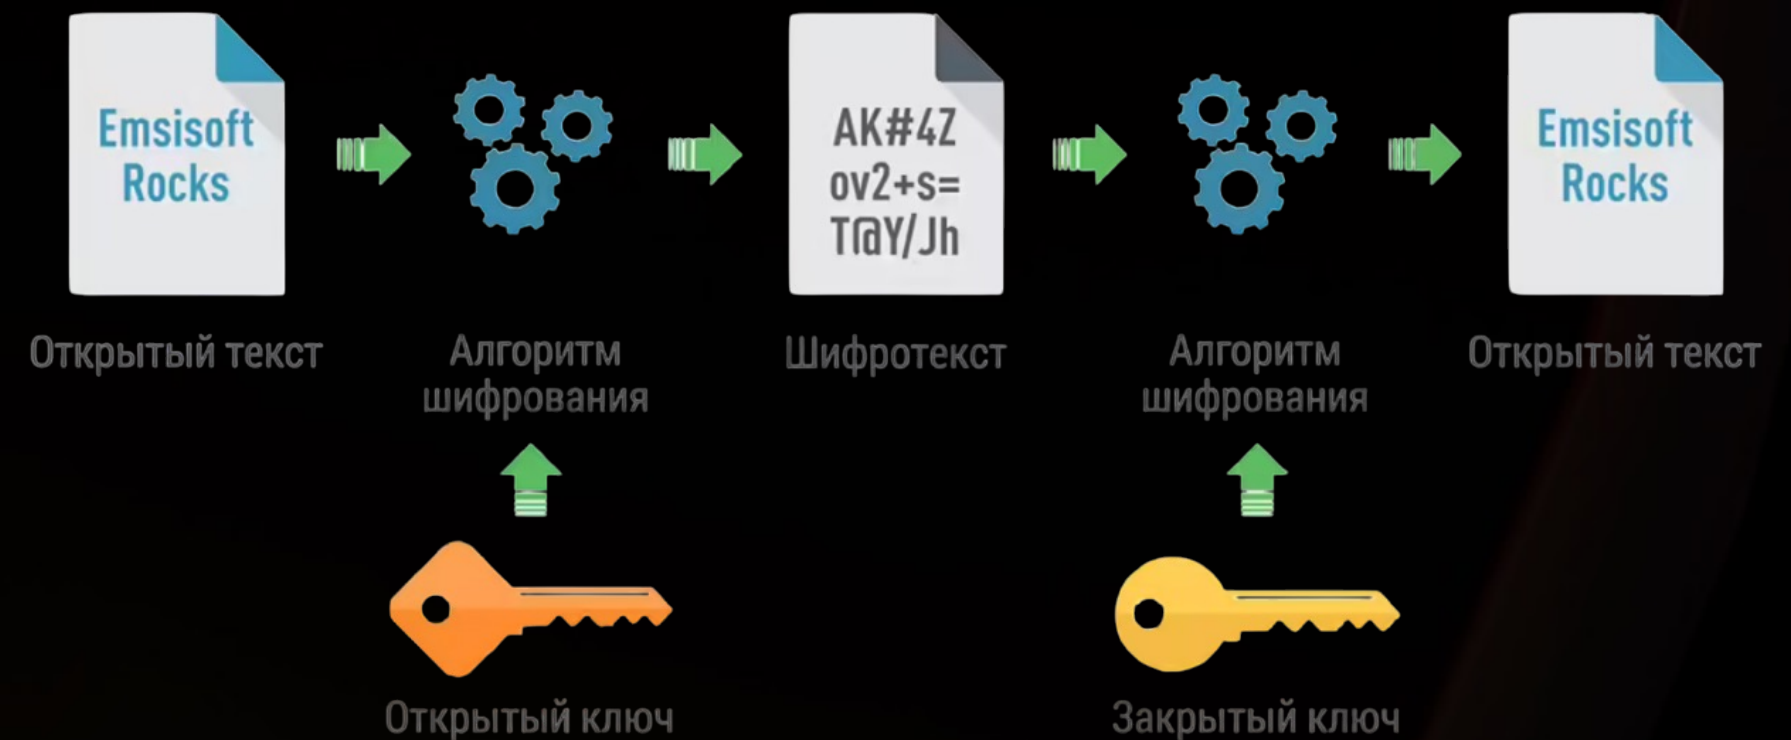 Emsisoft
Rocks
AK#4Z
ov2+s=
T@Y/Jh
Emsisoft
Rocks
Открытый текст
Алгоритм
шифрования
Шифротекст
Алгоритм
шифрования
Открытый текст
Открытый ключ
Закрытый ключ